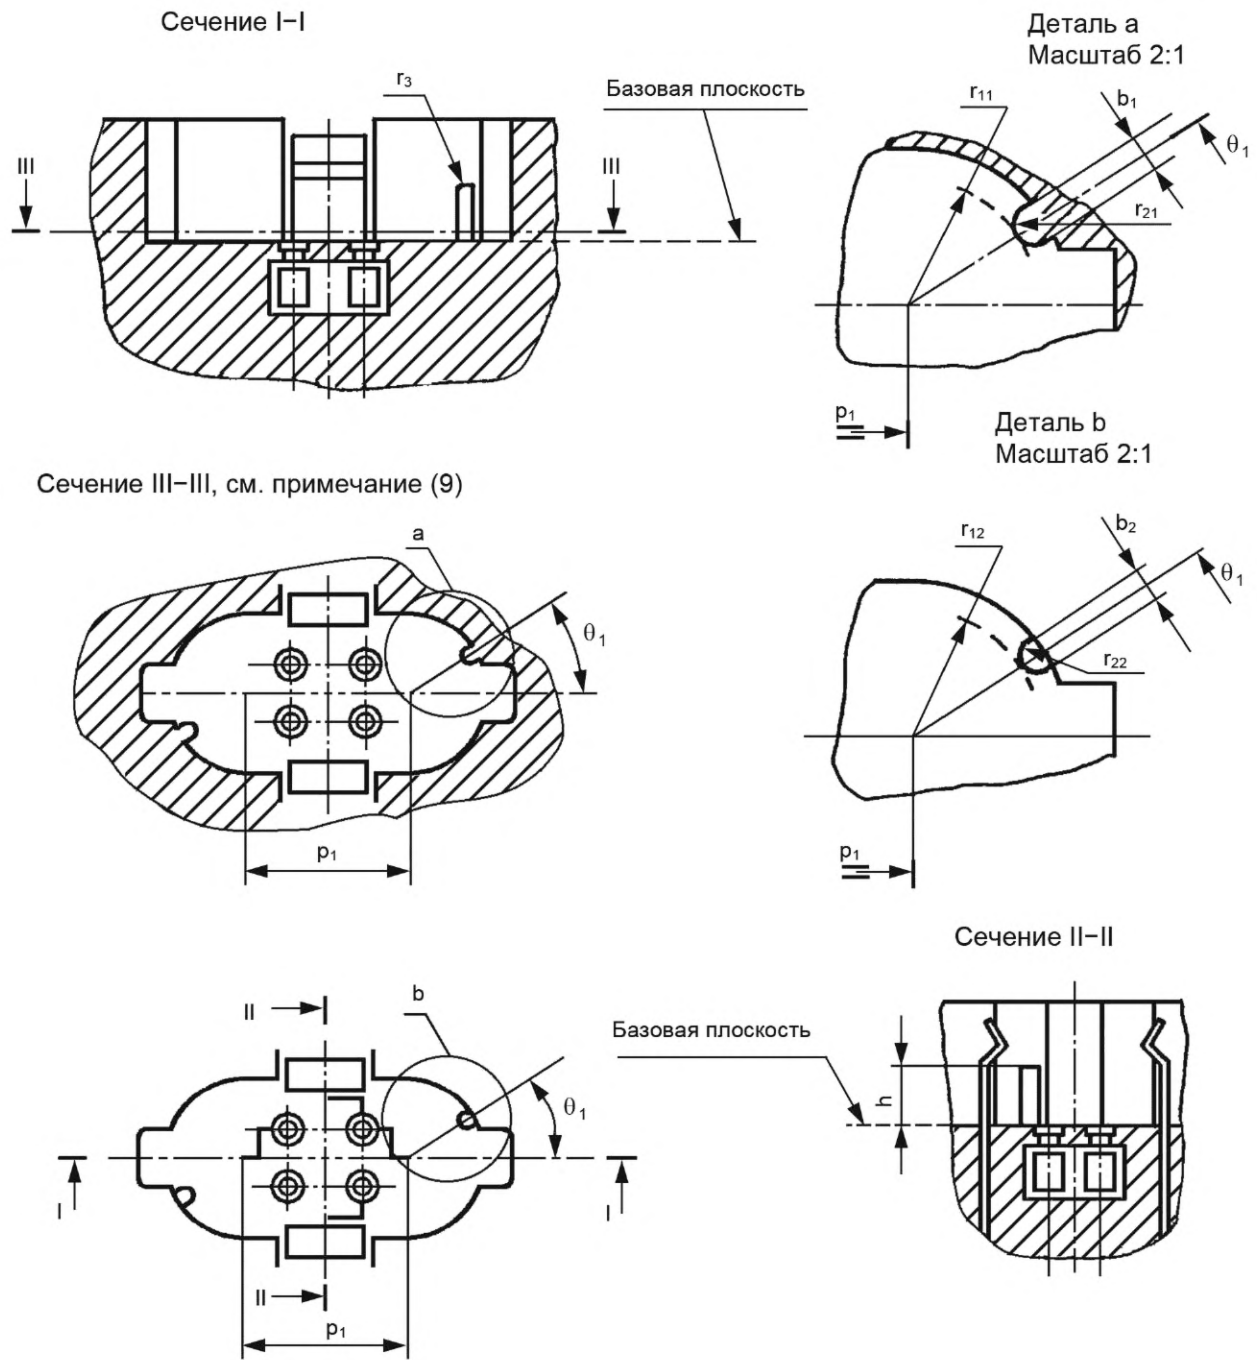 Сечение I–I
Деталь a
Масштаб 2:1
r3
Базовая плоскость
r11
b1
θ1
III
III
r21
p1
Деталь b
Масштаб 2:1
Сечение III–III, см. примечание (9)
a
θ1
r12
b2
θ1
r22
p1
p1
Сечение II–II
II
b
Базовая плоскость
θ1
h
I
I
II
p1